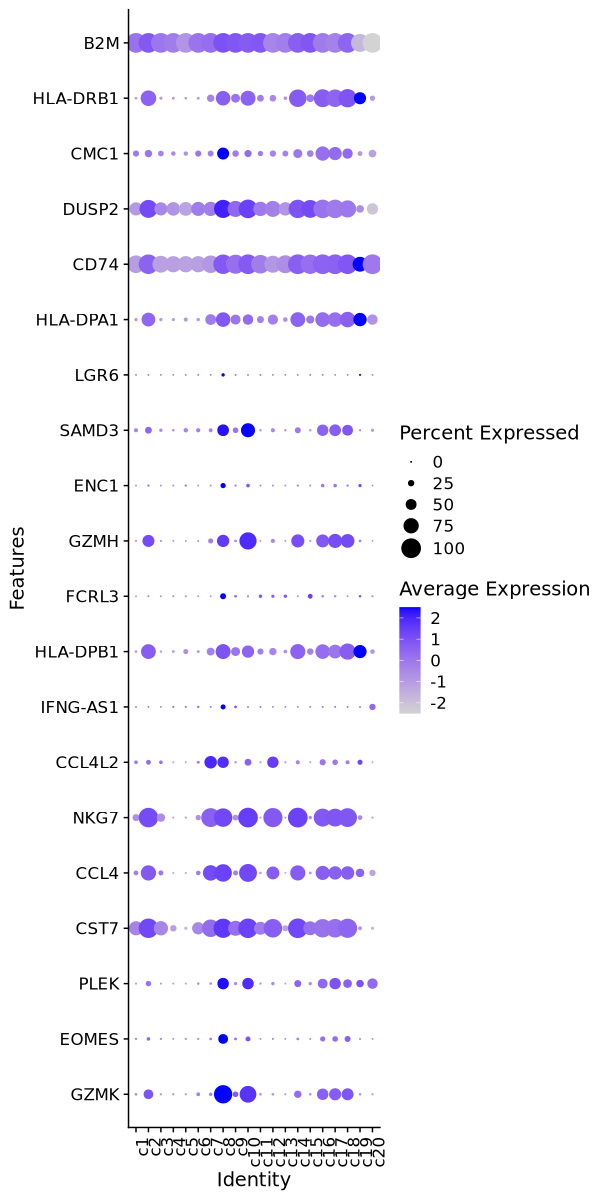 B2M
HLA-DRB1
CMC1
DUSP2
CD74
HLA-DPA1
LGR6
SAMD3
ENC1
GZMH
FCRL3
HLA-DPB1
IFNG-AS1
CCL4L2
NKG7
CCL4
CST7
PLEK
EOMES
GZMK
Features
c1
c2
c3
c4
c5
c6
c7
c8
c9
c10
c11
c12
c13
c14
c15
c16
c17
c18
c19
c20
Identity
Percent Expressed
0
25
50
75
100
Average Expression
2
1
0
-1
-2